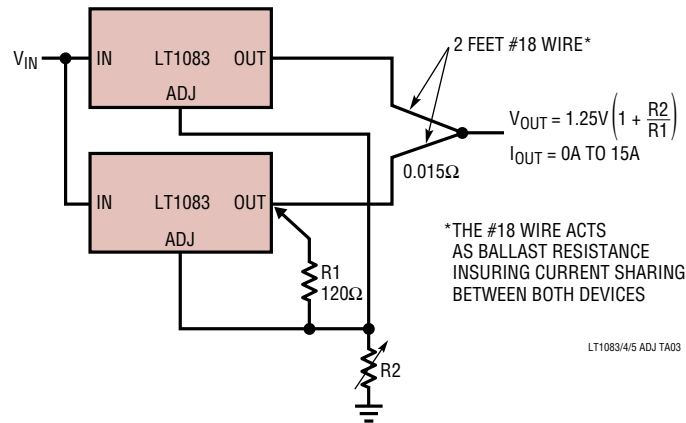 2 FEET #18 WIRE*
V_IN
IN LT1083 OUT
ADJ
V_OUT = 1.25V (1 + R2/R1)
I_OUT = 0A TO 15A
0.015Ω
IN LT1083 OUT
ADJ
R1
120Ω
*THE #18 WIRE ACTS
AS BALLAST RESISTANCE
INSURING CURRENT SHARING
BETWEEN BOTH DEVICES
LT1083/4/5 ADJ TA03
R2